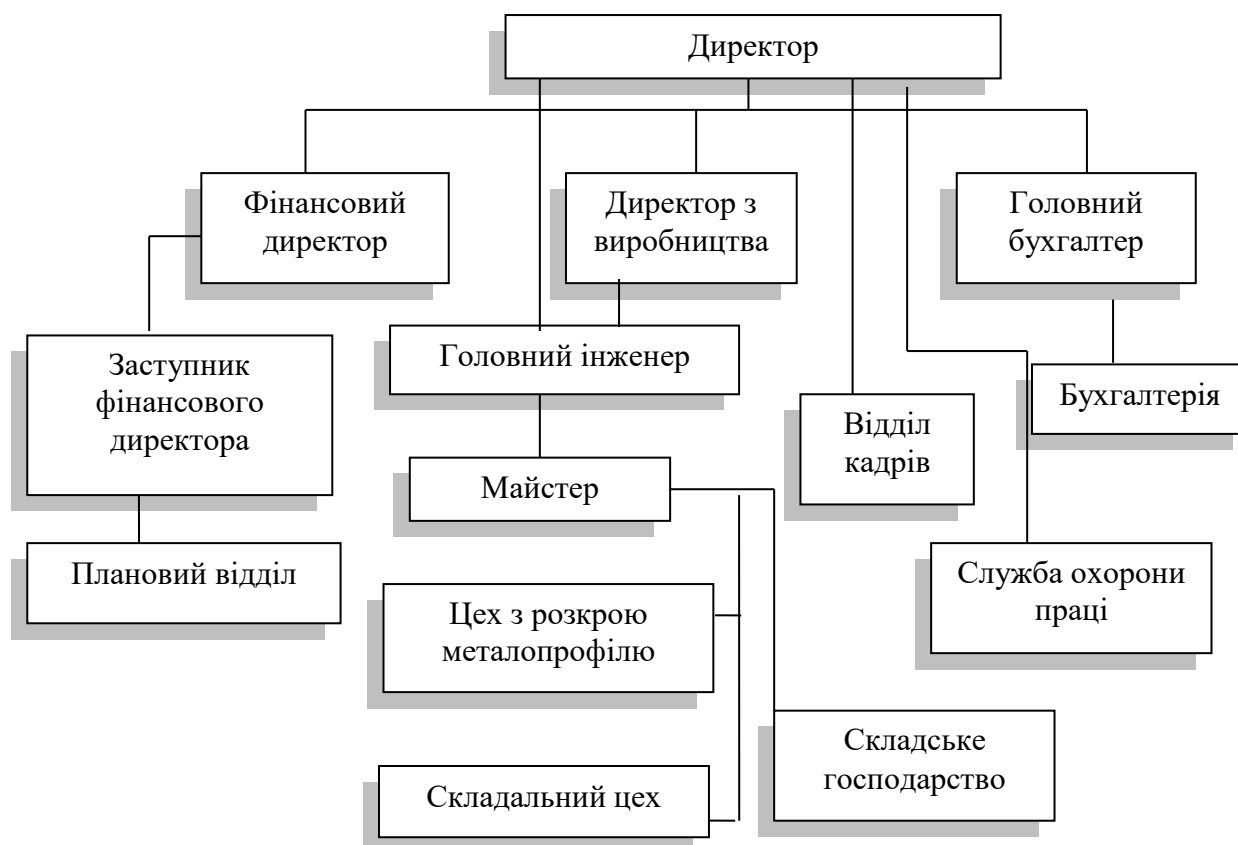 Директор
Фінансовий
директор
Директор з
виробництва
Головний
бухгалтер
Заступник
фінансового
директора
Головний інженер
Бухгалтерія
Відділ
кадрів
Майстер
Плановий відділ
Служба охорони
праці
Цех з розкрою
металопрофілю
Складське
господарство
Складальний цех